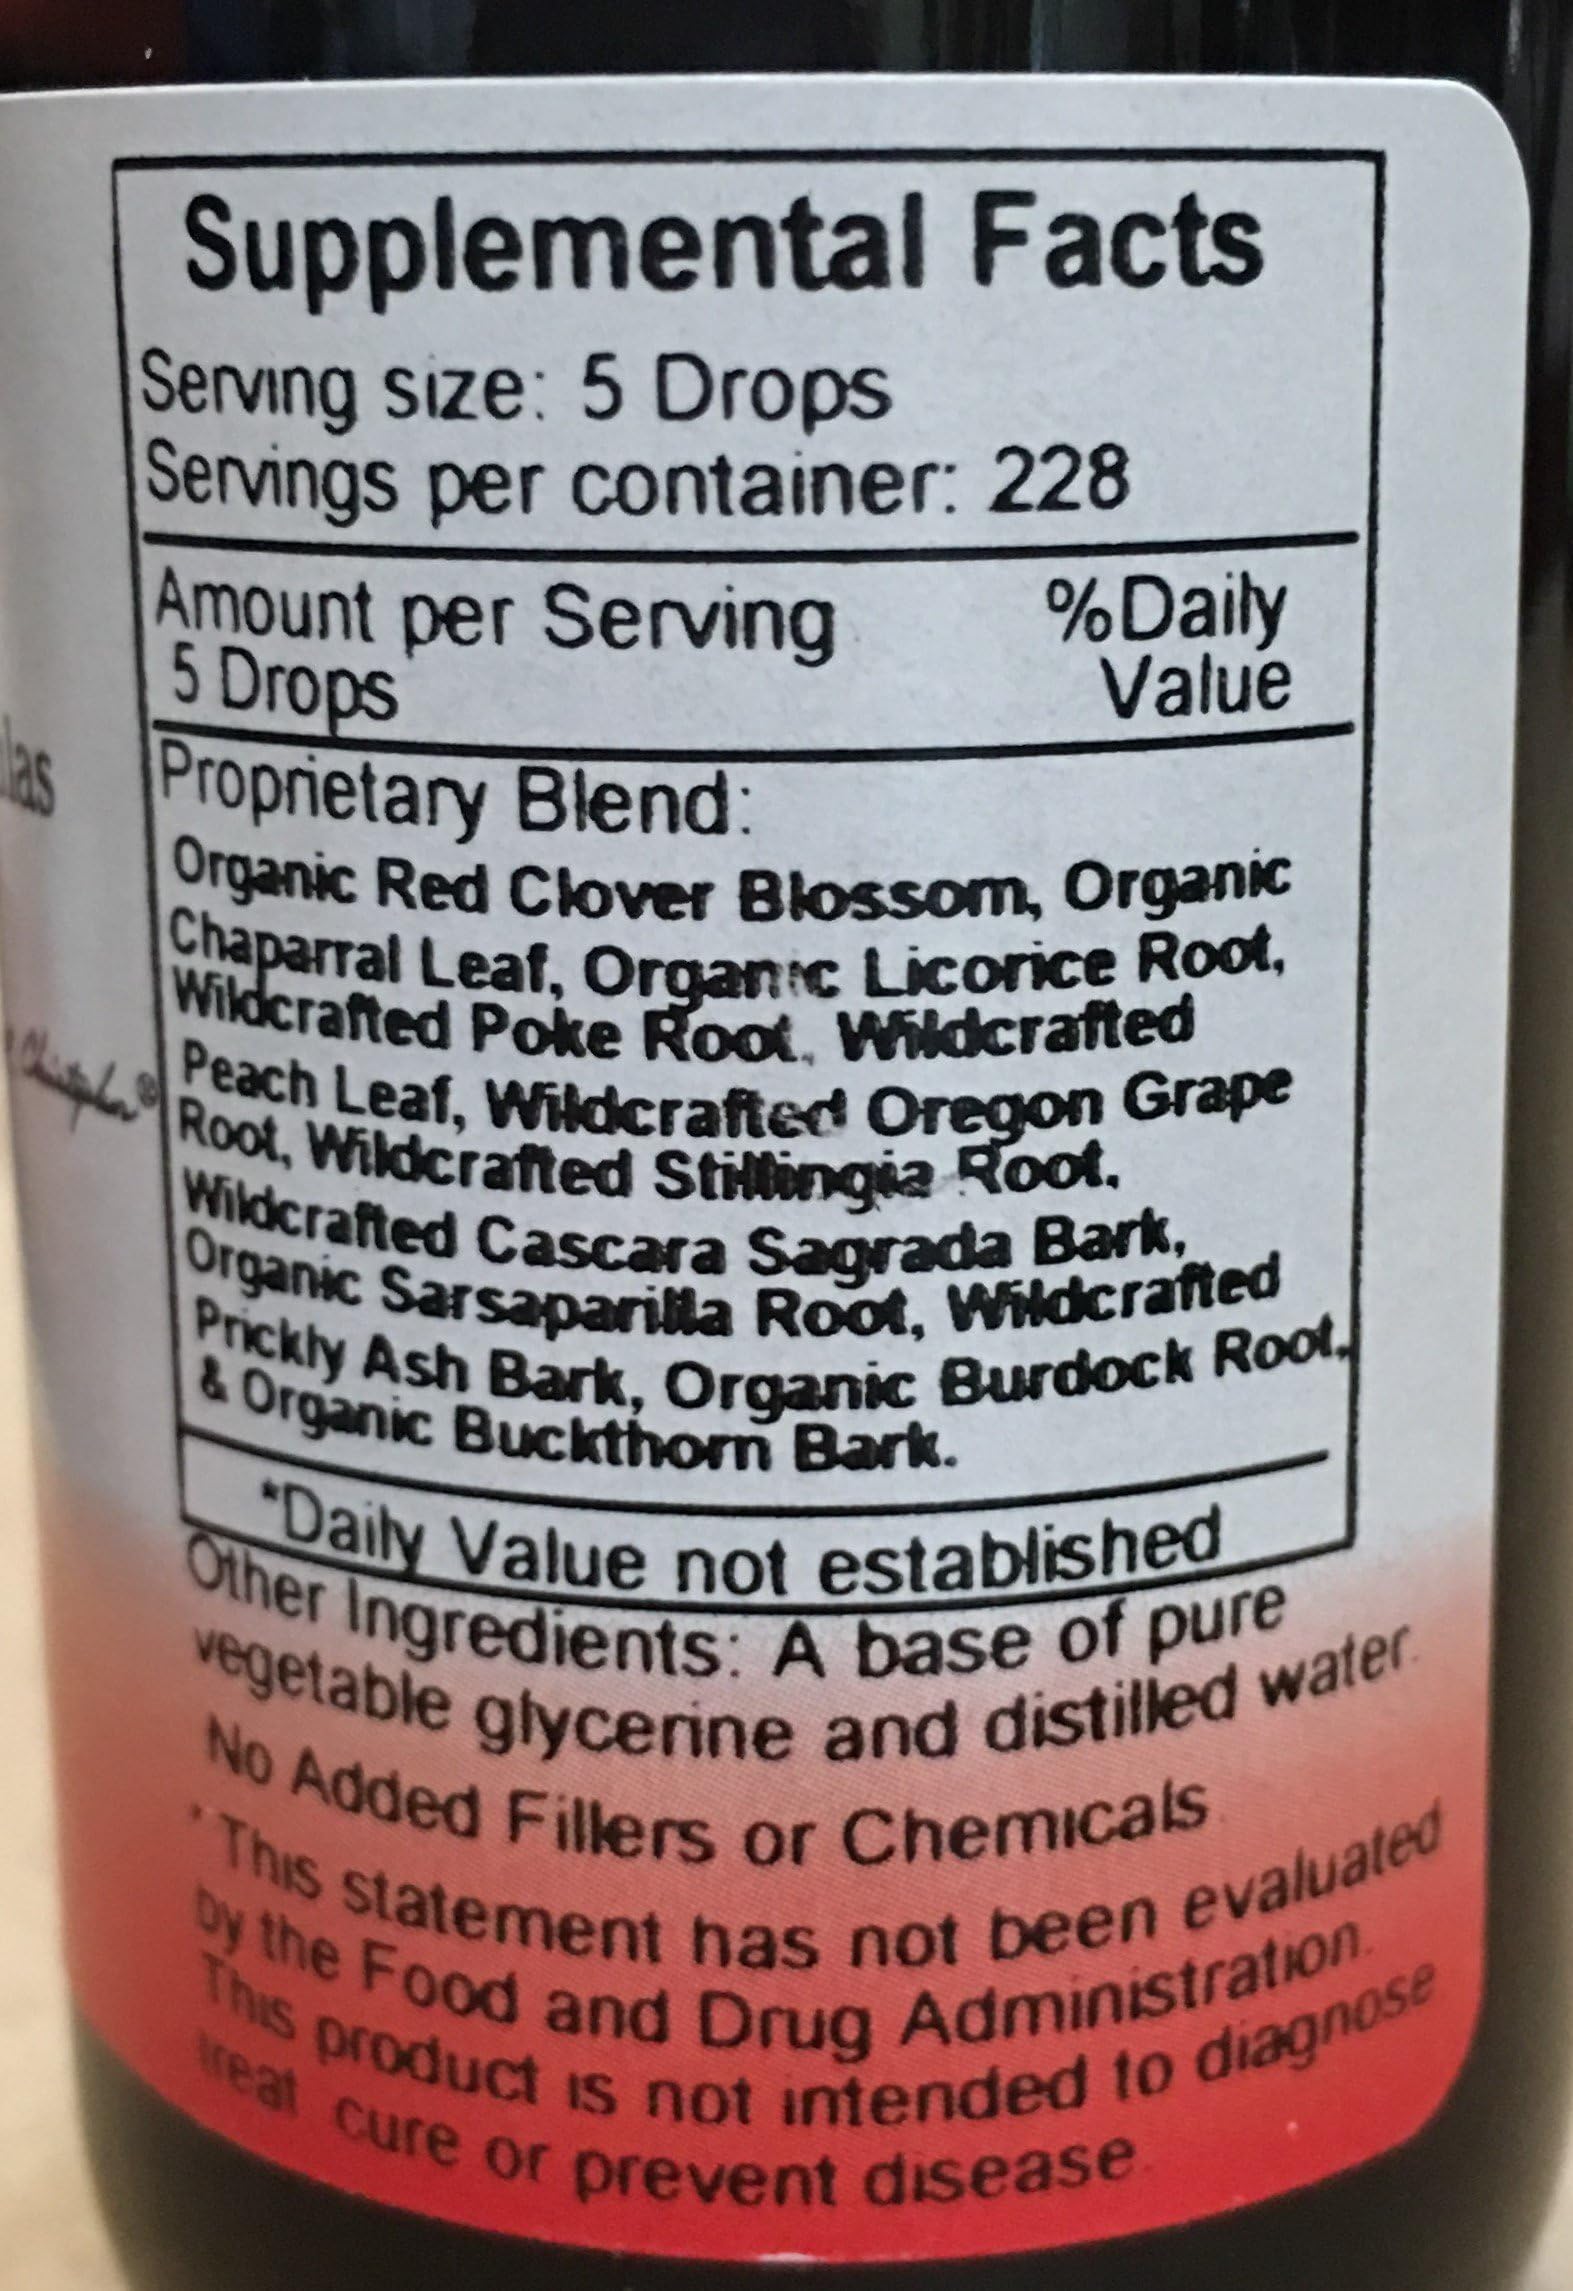 Supplemental Facts
Serving size: 5 Drops
Servings per container: 228
Amount per Serving %Daily
5 Drops Value
Proprietary Blend:
Organic Red Clover Blossom, Organic
Chaparral Leaf, Organic Licorice Root,
Wildcrafted Poke Root, Wildcrafted
Peach Leaf, Wildcrafted Oregon Grape
Root, Wildcrafted Stillingia Root,
Wildcrafted Cascara Sagrada Bark,
Organic Sarsaparilla Root, Wildcrafted
Prickly Ash Bark, Organic Burdock Root,
& Organic Buckthorn Bark.
*Daily Value not established
Other Ingredients: A base of pure
vegetable glycerine and distilled water.
No Added Fillers or Chemicals
* This statement has not been evaluated
by the Food and Drug Administration.
This product is not intended to diagnose
treat cure or prevent disease